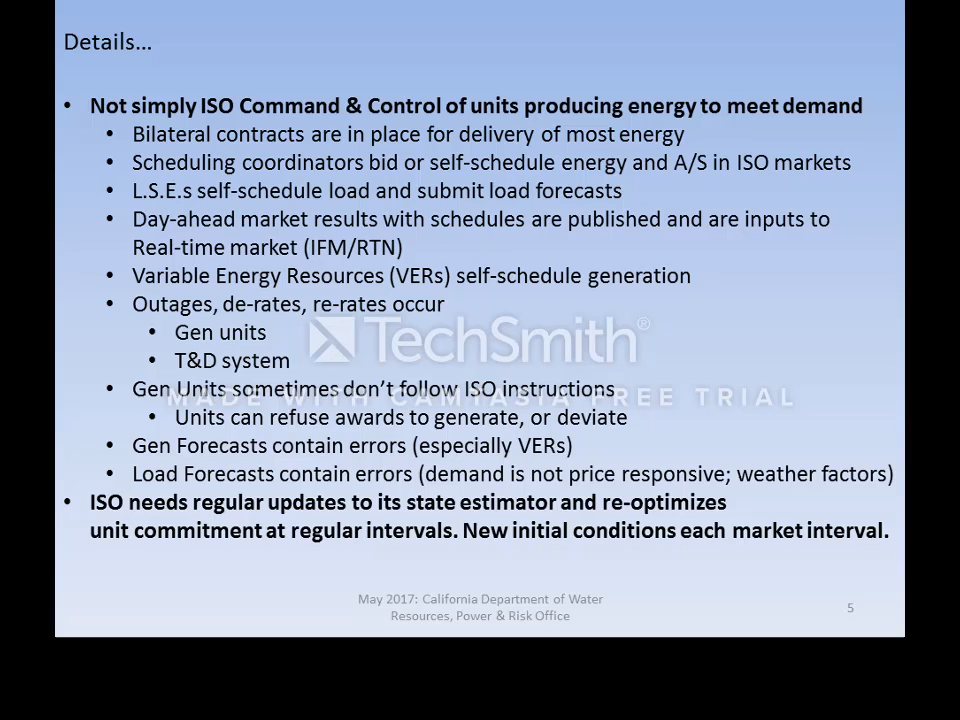 Details...
• Not simply ISO Command & Control of units producing energy to meet demand
• Bilateral contracts are in place for delivery of most energy
• Scheduling coordinators bid or self-schedule energy and A/S in ISO markets
• L.S.E.s self-schedule load and submit load forecasts
• Day-ahead market results with schedules are published and are inputs to
Real-time market (IFM/RTN)
• Variable Energy Resources (VERs) self-schedule generation
• Outages, de-rates, re-rates occur
• Gen units
TechSmith®
• T&D system
• Gen Units sometimes don’t follow ISO instructions
MADE WITH CAMTASIA FREE TRIAL
• Units can refuse awards to generate, or deviate
• Gen Forecasts contain errors (especially VERs)
• Load Forecasts contain errors (demand is not price responsive; weather factors)
• ISO needs regular updates to its state estimator and re-optimizes
unit commitment at regular intervals. New initial conditions each market interval.
May 2017: California Department of Water
Resources, Power & Risk Office
5